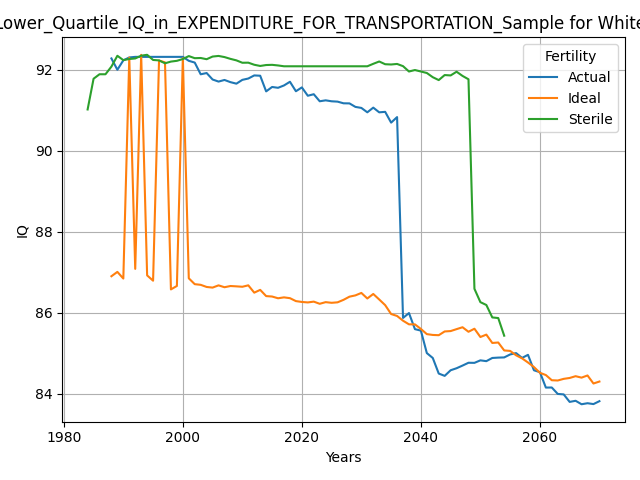 Lower_Quartile_IQ_in_EXPENDITURE_FOR_TRANSPORTATION_Sample for White
Fertility
Actual
Ideal
Sterile
92
90
88
86
84
IQ
1980
2000
2020
2040
2060
Years